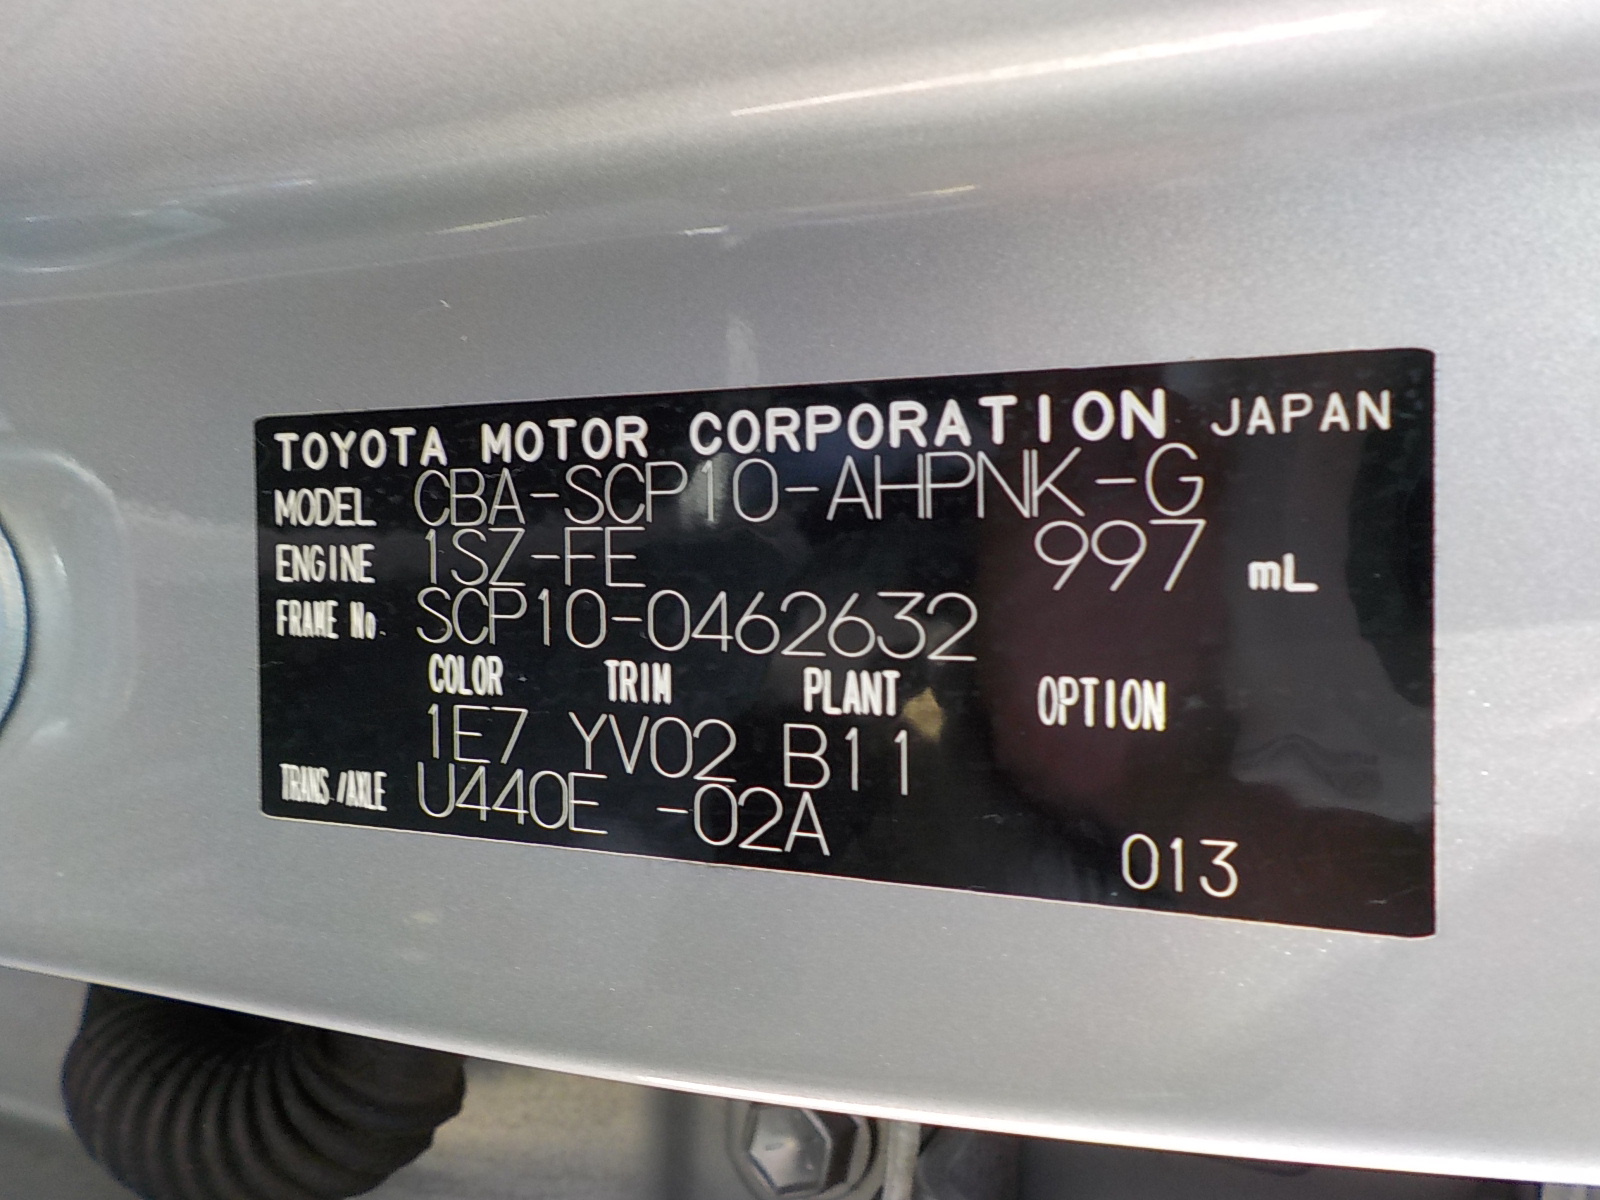 TOYOTA MOTOR CORPORATION JAPAN
MODEL CBA-SCP10-AHPNK-G
ENGINE 1SZ-FE 997 mL
FRAME No. SCP10-0462632
COLOR TRIM PLANT OPTION
1E7 YV02 B11
TRANS/AXLE U440E -02A
013